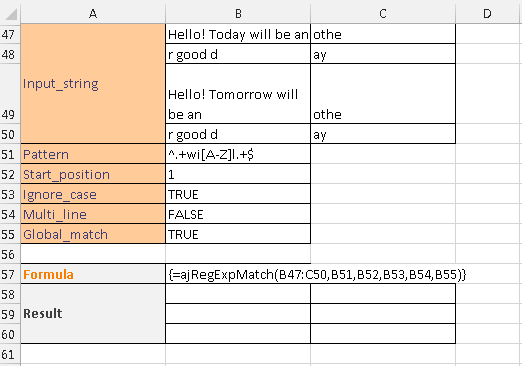 A B C D
47 Hello! Today will be an othe
48 r good d ay
Input_string
Hello! Tomorrow will
49 be an othe
50 r good d ay
51 Pattern ^.+wi[A-Z]l.+$
52 Start_position 1
53 Ignore_case TRUE
54 Multi_line FALSE
55 Global_match TRUE
56
57 Formula {=ajRegExpMatch(B47:C50,B51,B52,B53,B54,B55)}
58
59 Result
60
61